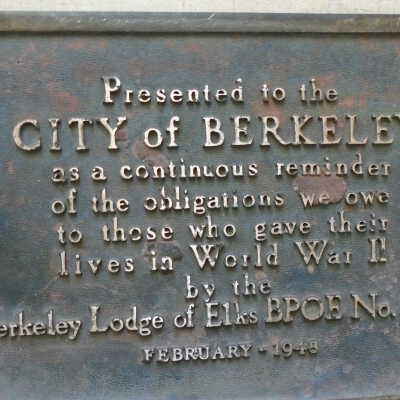 Presented to the
CITY of BERKELEY
as a continuous reminder
of the obligations we owe
to those who gave their
lives in World War II
by the
Berkeley Lodge of Elks BPOE No.
FEBRUARY - 1948